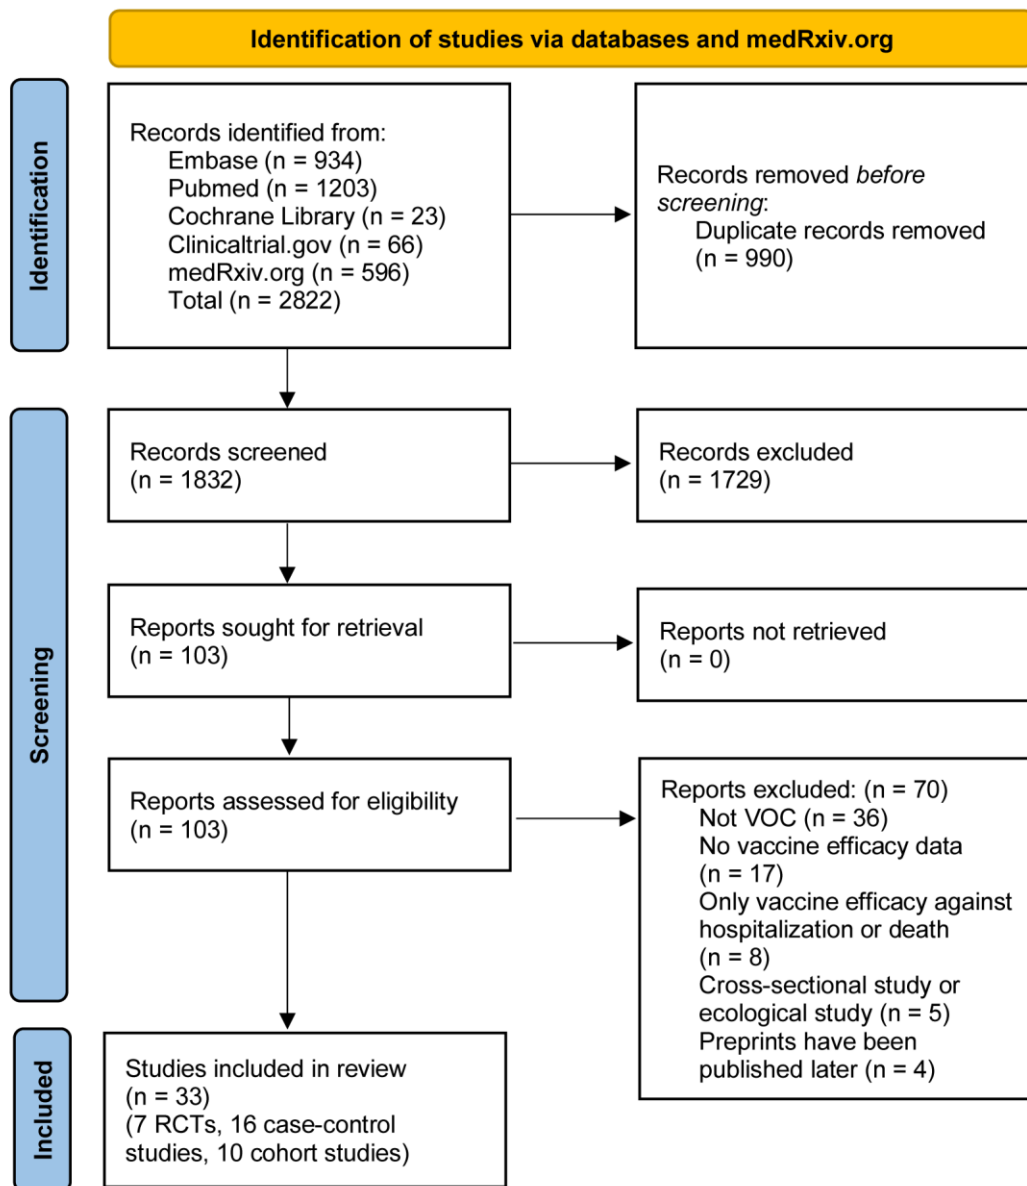 Identification of studies via databases and medRxiv.org
Identification
Records identified from:
Embase (n = 934)
Pubmed (n = 1203)
Cochrane Library (n = 23)
Clinicaltrial.gov (n = 66)
medRxiv.org (n = 596)
Total (n = 2822)
Records removed before
screening:
Duplicate records removed
(n = 990)
Screening
Records screened
(n = 1832)
Records excluded
(n = 1729)
Reports sought for retrieval
(n = 103)
Reports not retrieved
(n = 0)
Reports assessed for eligibility
(n = 103)
Reports excluded: (n = 70)
Not VOC (n = 36)
No vaccine efficacy data
(n = 17)
Only vaccine efficacy against
hospitalization or death
(n = 8)
Cross-sectional study or
ecological study (n = 5)
Preprints have been
published later (n = 4)
Included
Studies included in review
(n = 33)
(7 RCTs, 16 case-control
studies, 10 cohort studies)